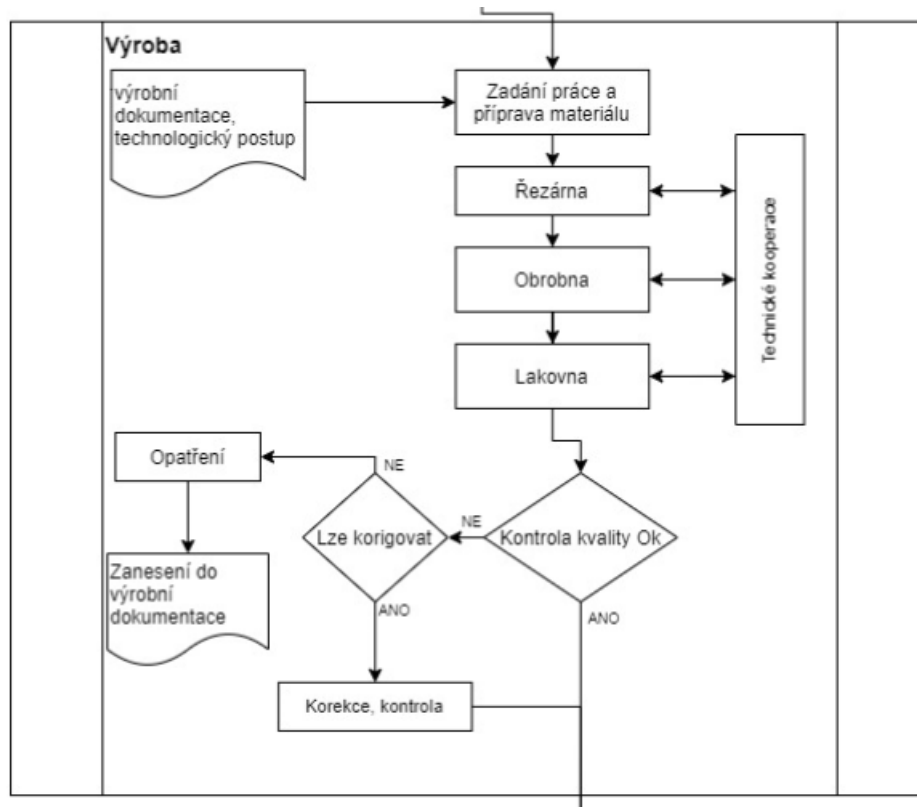 Výroba
výrobní
dokumentace,
technologický postup
Zadání práce a
příprava materiálu
Řezárna
Obrobna
Lakovna
Technické kooperace
Opatření
NE
Lze korigovat
NE
Kontrola kvality Ok
Zanesení do
výrobní
dokumentace
ANO
ANO
Korekce, kontrola